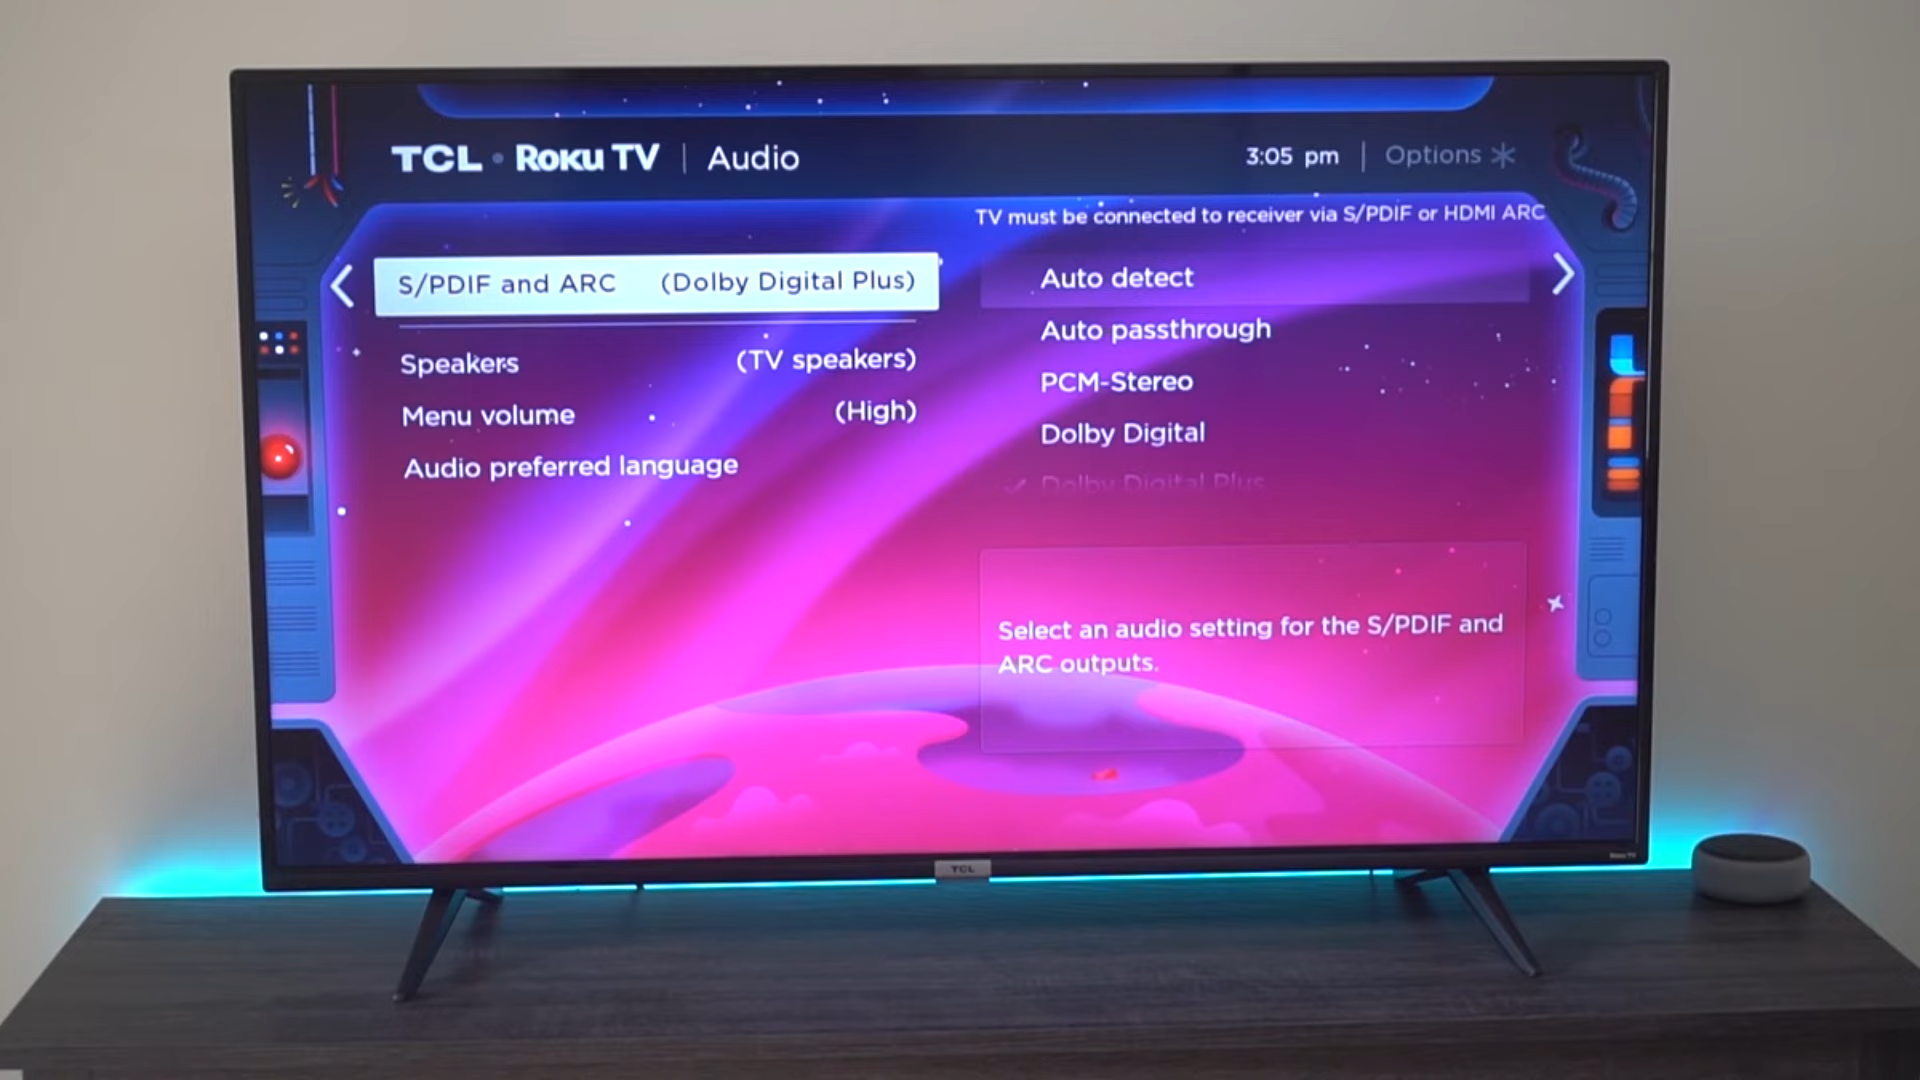 TCL • Roku TV | Audio
3:05 pm | Options
TV must be connected to receiver via S/PDIF or HDMI ARC
S/PDIF and ARC (Dolby Digital Plus)
Speakers (TV speakers)
Menu volume (High)
Audio preferred language
Auto detect
Auto passthrough
PCM-Stereo
Dolby Digital
Dolby Digital Plus
Select an audio setting for the S/PDIF and
ARC outputs.
TCL
Roku TV